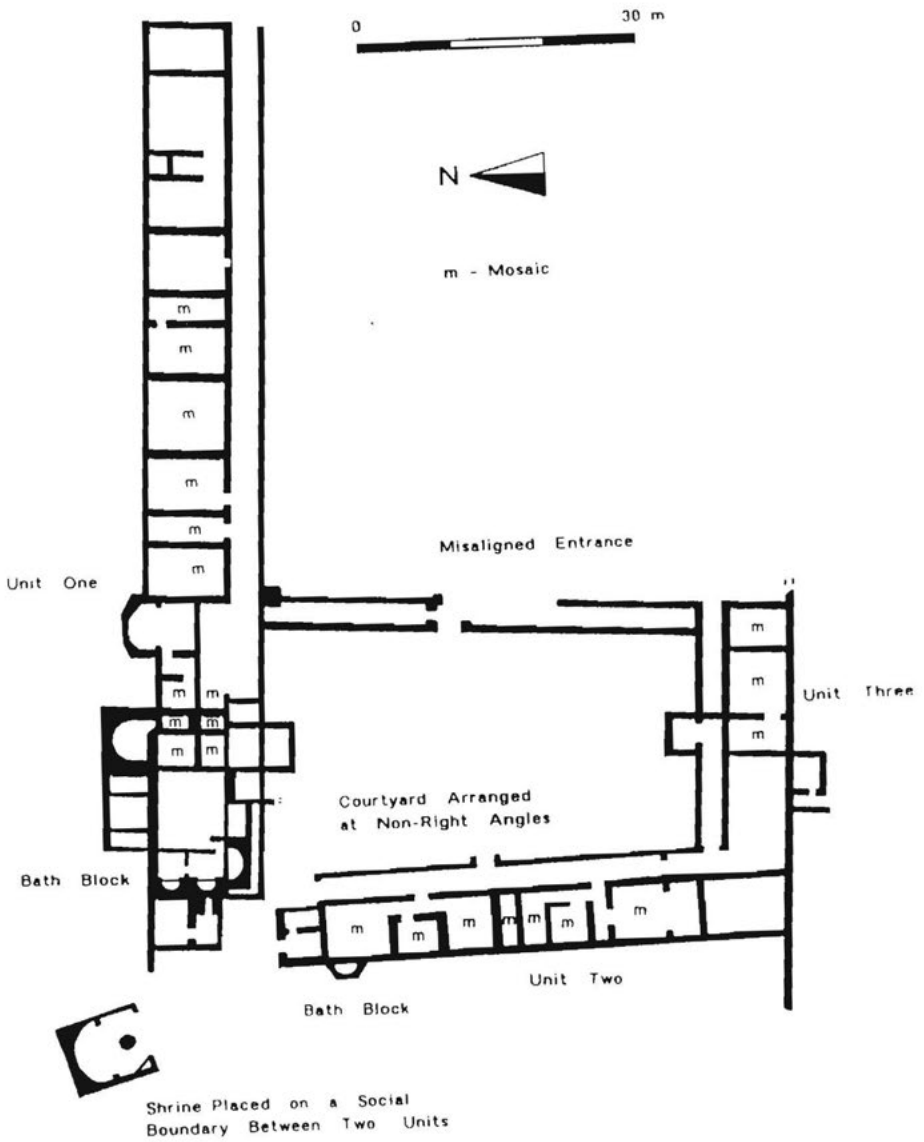 0 30 m
N
m - Mosaic
m
m
m
m
m
m
Misaligned Entrance
Unit One
m
m
Unit Three
m
m m
m m
m m
m
Courtyard Arranged
at Non-Right Angles
Bath Block
m
m
m
m
m
m
m
Unit Two
Bath Block
Shrine Placed on a Social
Boundary Between Two Units